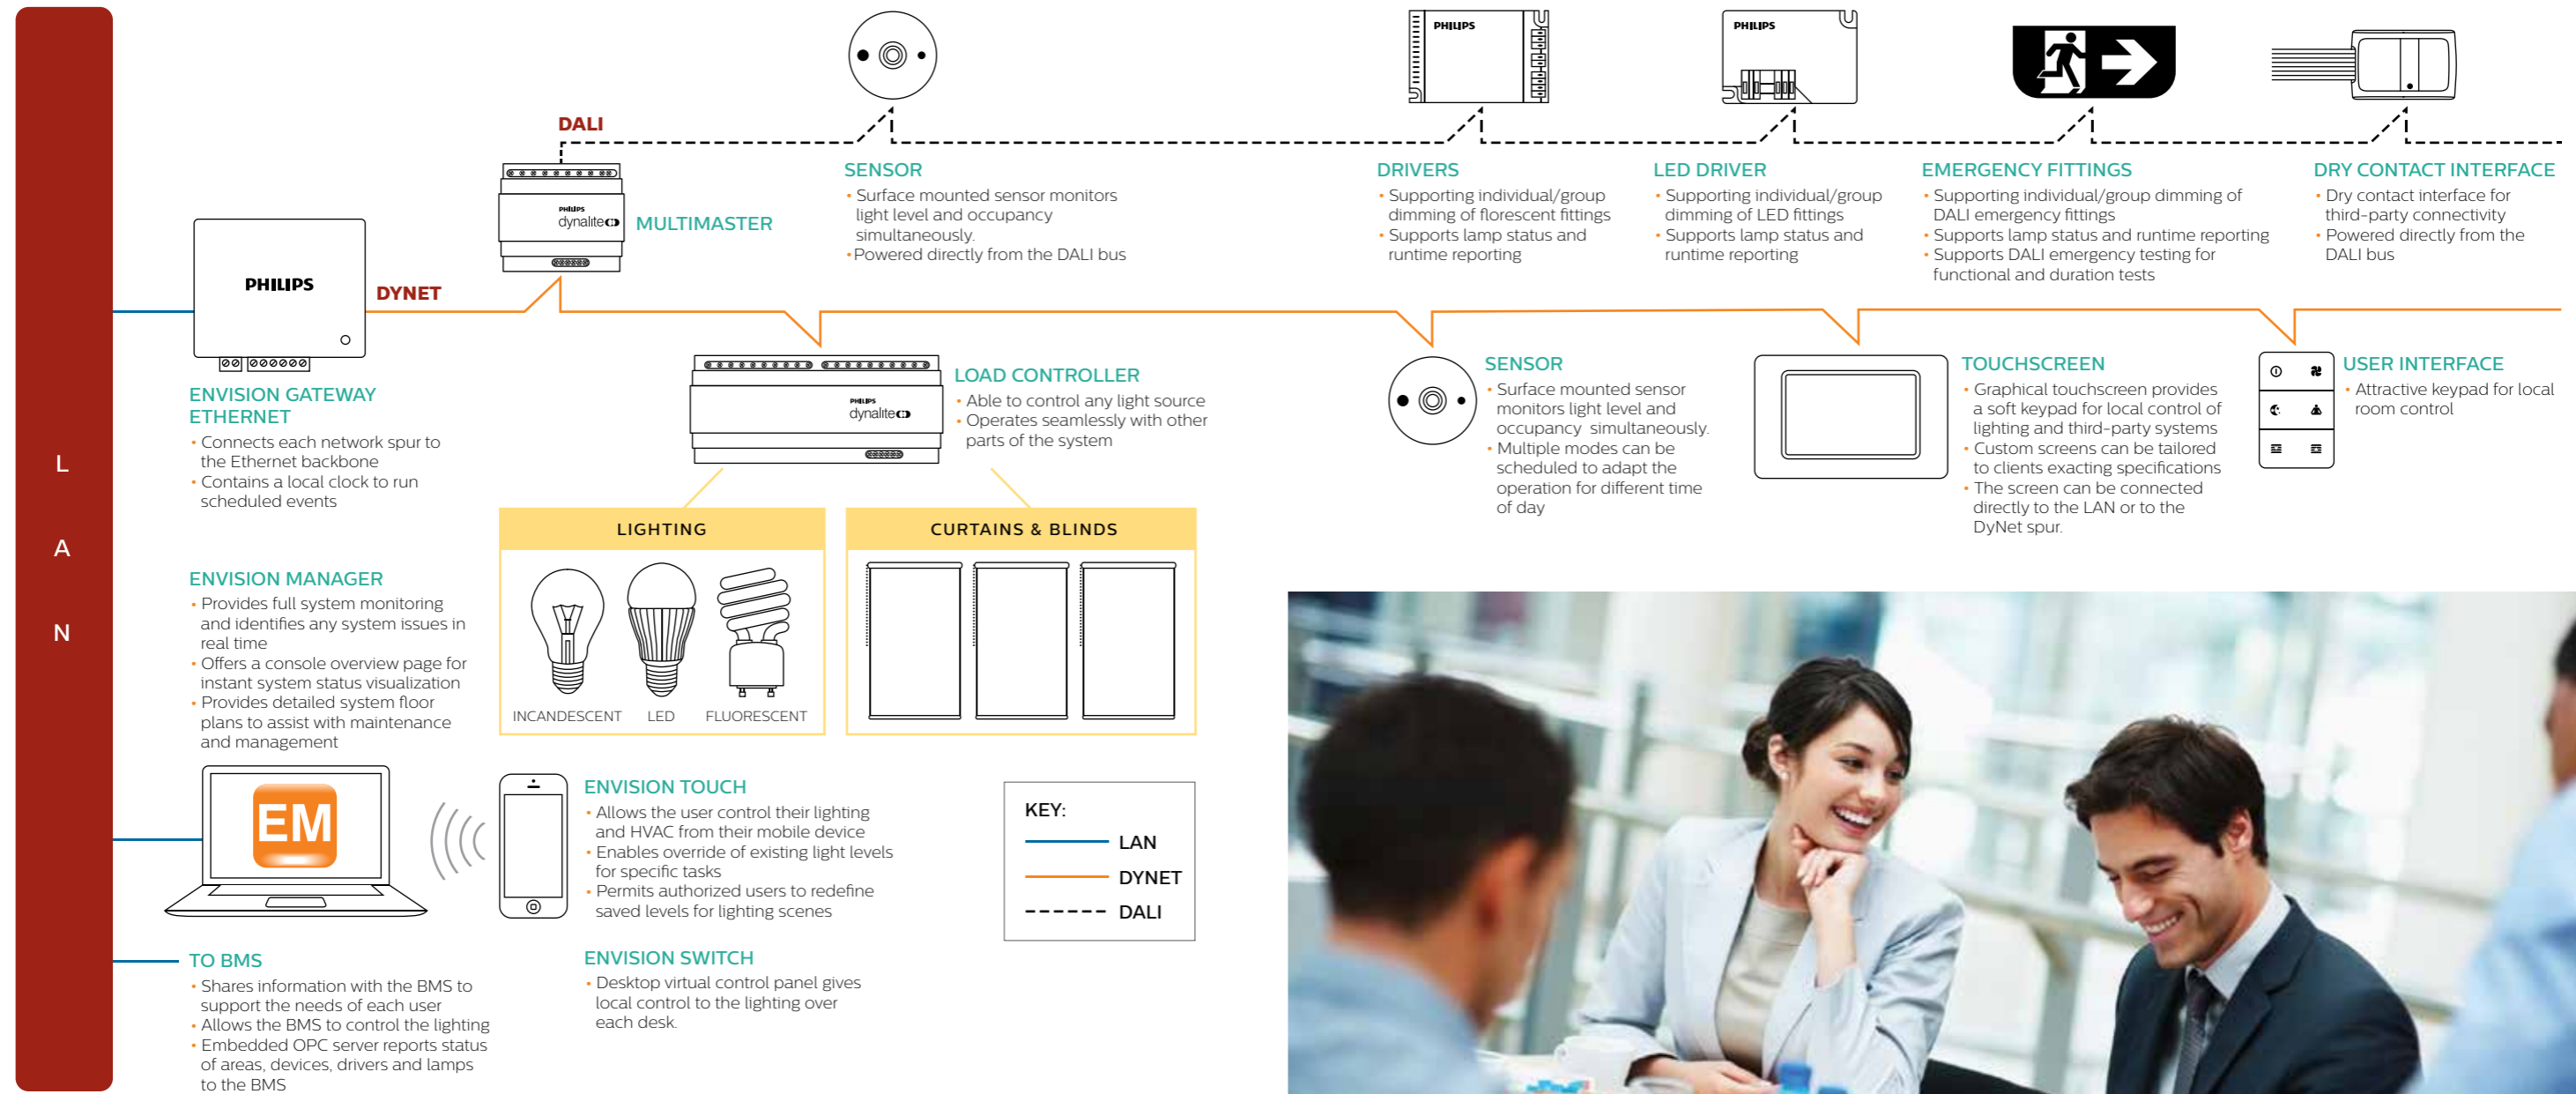 L
A
N
DALI
PHILIPS
dynalite
MULTIMASTER
SENSOR
• Surface mounted sensor monitors
light level and occupancy
simultaneously.
• Powered directly from the DALI bus
PHILIPS
DRIVERS
• Supporting individual/group
dimming of florescent fittings
• Supports lamp status and
runtime reporting
PHILIPS
LED DRIVER
• Supporting individual/group
dimming of LED fittings
• Supports lamp status and
runtime reporting
EMERGENCY FITTINGS
• Supporting individual/group dimming of
DALI emergency fittings
• Supports lamp status and runtime reporting
• Supports DALI emergency testing for
functional and duration tests
DRY CONTACT INTERFACE
• Dry contact interface for
third-party connectivity
• Powered directly from the
DALI bus
PHILIPS
DYNET
ENVISION GATEWAY
ETHERNET
• Connects each network spur to
the Ethernet backbone
• Contains a local clock to run
scheduled events
PHILIPS
dynalite
LOAD CONTROLLER
• Able to control any light source
• Operates seamlessly with other
parts of the system
SENSOR
• Surface mounted sensor
monitors light level and
occupancy simultaneously.
• Multiple modes can be
scheduled to adapt the
operation for different time
of day
TOUCHSCREEN
• Graphical touchscreen provides
a soft keypad for local control of
lighting and third-party systems
• Custom screens can be tailored
to clients exacting specifications
• The screen can be connected
directly to the LAN or to the
DyNet spur.
USER INTERFACE
• Attractive keypad for local
room control
LIGHTING
INCANDESCENT
LED
FLUORESCENT
CURTAINS & BLINDS
ENVISION MANAGER
• Provides full system monitoring
and identifies any system issues in
real time
• Offers a console overview page for
instant system status visualization
• Provides detailed system floor
plans to assist with maintenance
and management
EM
ENVISION TOUCH
• Allows the user control their lighting
and HVAC from their mobile device
• Enables override of existing light levels
for specific tasks
• Permits authorized users to redefine
saved levels for lighting scenes
ENVISION SWITCH
• Desktop virtual control panel gives
local control to the lighting over
each desk.
KEY:
LAN
DYNET
DALI
TO BMS
• Shares information with the BMS to
support the needs of each user
• Allows the BMS to control the lighting
• Embedded OPC server reports status
of areas, devices, drivers and lamps
to the BMS